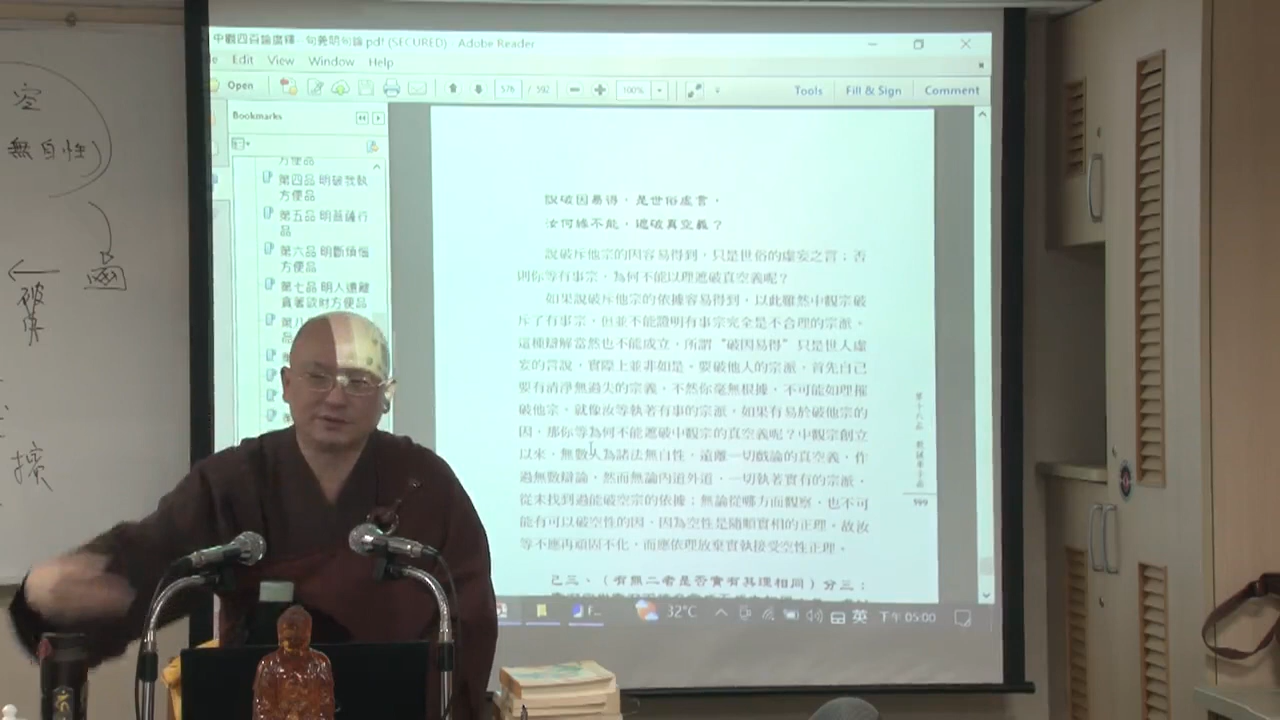 空
無自性)
破
中觀四百論廣釋 - 句義明句論.pdf (SECURED) - Adobe Reader
Edit View Window Help
Open
576 / 592
100%
Tools
Fill & Sign
Comment
Bookmarks
方便品
第四品 明破我執
方便品
第五品 明菩薩行
品
第六品 明斷煩惱
方便品
第七品 明人遠離
貪著欲財方便品
第八
品
說破因易得，是世俗虛言，
汝何緣不能，遮破真空義？
說破斥他宗的因容易得到，只是世俗的虛妄之言；否
則你等有事宗，為何不能以理遮破真空義呢？
如果說破斥他宗的依據容易得到，以此雖然中觀宗破
斥了有事宗，但並不能證明有事宗完全是不合理的宗派。
這種辯解當然也不能成立，所謂“破因易得”只是世人虛
妄的言說，實際上並非如是。要破他人的宗派，首先自己
要有清淨無過失的宗義，不然你毫無根據，不可能如理摧
破他宗。就像汝等執著有事的宗派，如果有易於破他宗的
因，那你等為何不能遮破中觀宗的真空義呢？中觀宗創立
以來，無數人為諸法無自性，遠離一切戲論的真空義，作
過無數辯論，然而無論內道外道，一切執著實有的宗派，
從未找到過能破空宗的依據；無論從哪方面觀察，也不可
能有可以破空性的因，因為空性是隨順實相的正理。故汝
等不應再頑固不化，而應依理放棄實執接受空性正理。
己三、（有無二者是否實有其理相同）分三：
第十六品
599
32°C
英
下午 05:00